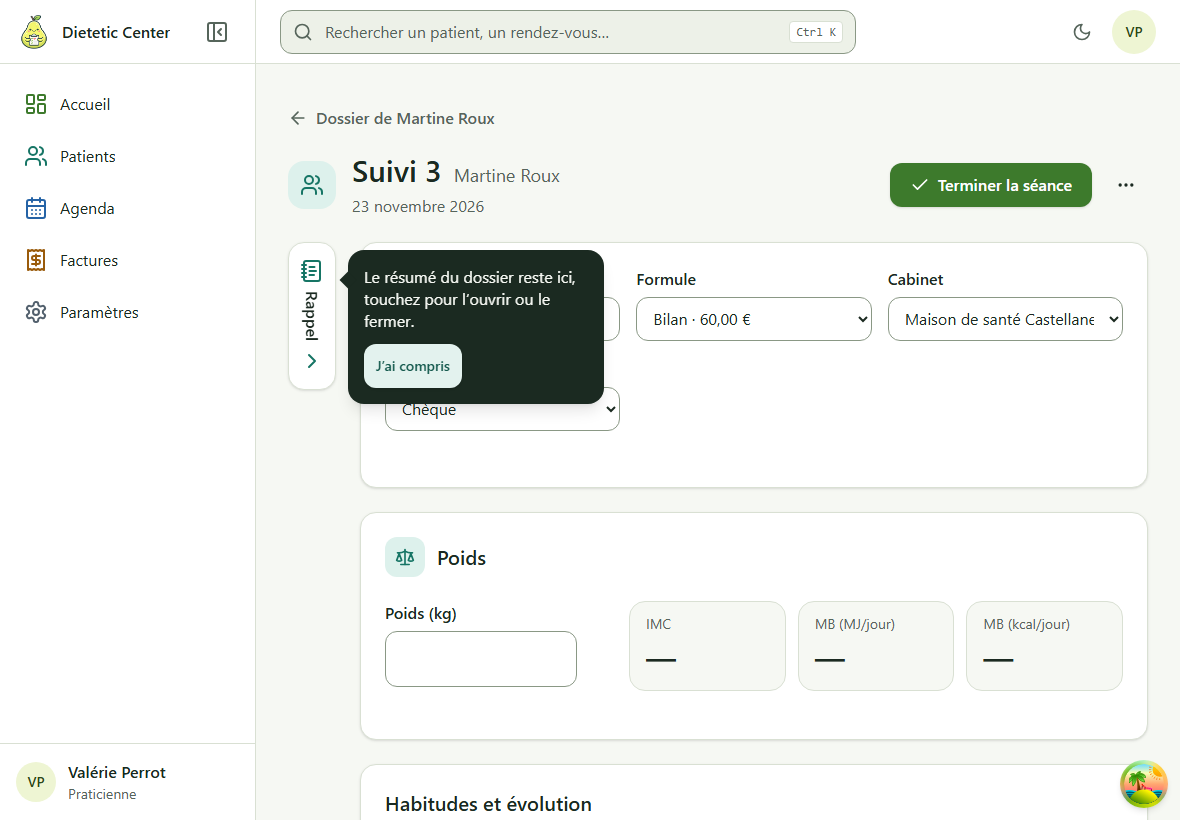 Dietetic Center
Rechercher un patient, un rendez-vous...
Ctrl K
VP
Accueil
Patients
Agenda
Factures
Paramètres
Dossier de Martine Roux
Suivi 3 Martine Roux
23 novembre 2026
Terminer la séance
Rappel
Le résumé du dossier reste ici,
touchez pour l’ouvrir ou le
fermer.
J’ai compris
Formule
Bilan · 60,00 €
Cabinet
Maison de santé Castellane
Chèque
Poids
Poids (kg)
IMC
—
MB (MJ/jour)
—
MB (kcal/jour)
—
Habitudes et évolution
VP
Valérie Perrot
Praticienne